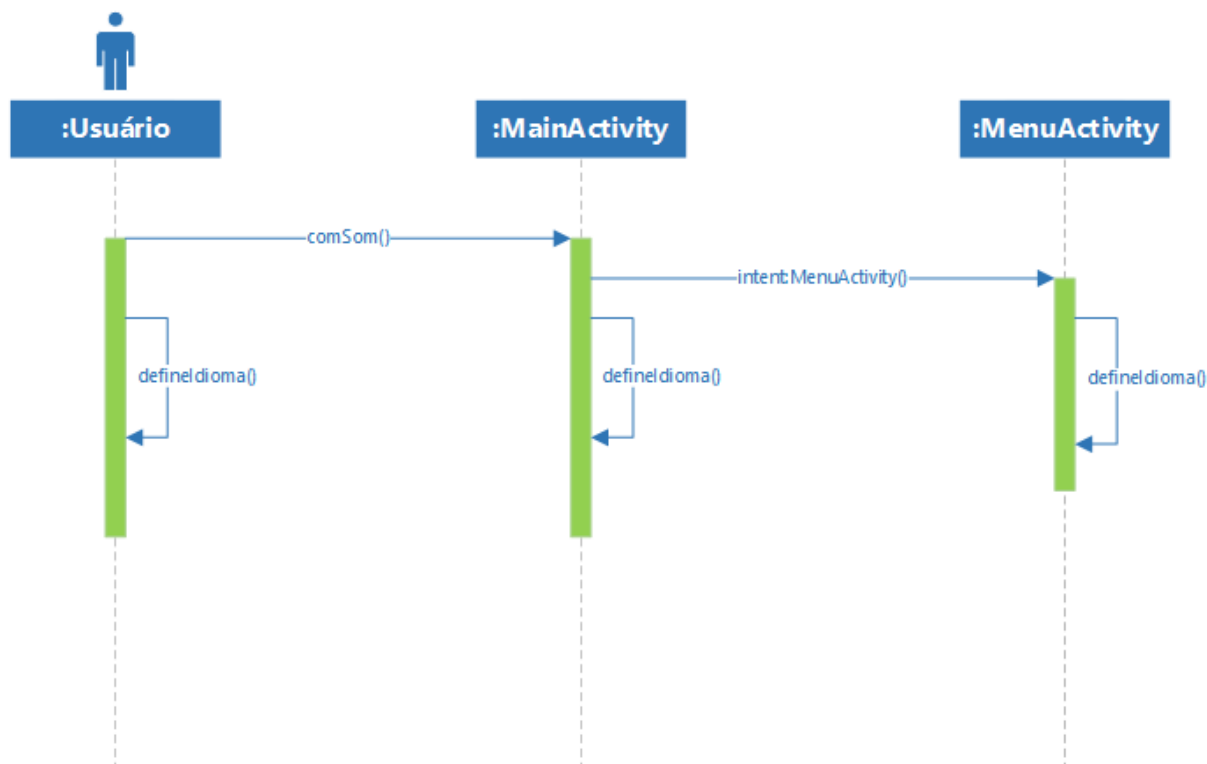 :Usuário
:MainActivity
:MenuActivity
comSom()
intent:MenuActivity()
defineIdioma()
defineIdioma()
defineIdioma()